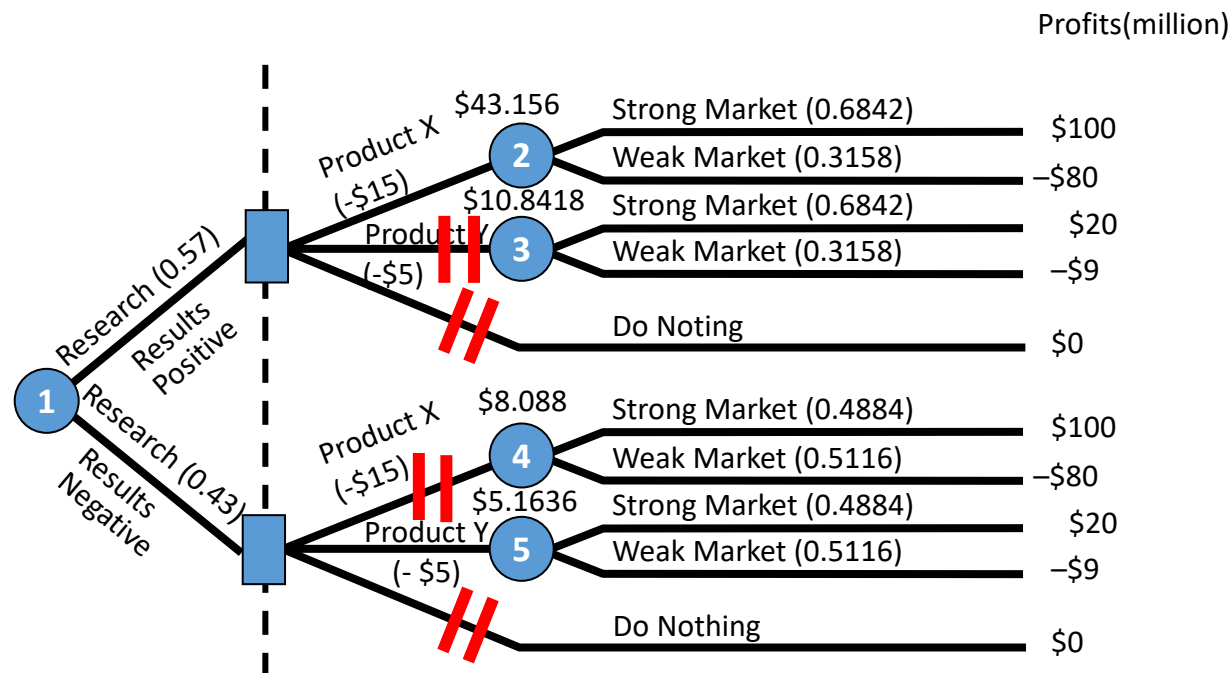 Profits(million)
$43.156
Strong Market (0.6842)
$100
Product X
(-$15)
2
Weak Market (0.3158)
–$80
$10.8418
Strong Market (0.6842)
$20
Product Y
(-$5)
3
Weak Market (0.3158)
–$9
Research (0.57)
Results
Positive
Do Noting
$0
1
Research (0.43)
Results
Negative
$8.088
Strong Market (0.4884)
$100
Product X
(-$15)
4
Weak Market (0.5116)
–$80
$5.1636
Strong Market (0.4884)
$20
Product Y
(- $5)
5
Weak Market (0.5116)
–$9
Do Nothing
$0